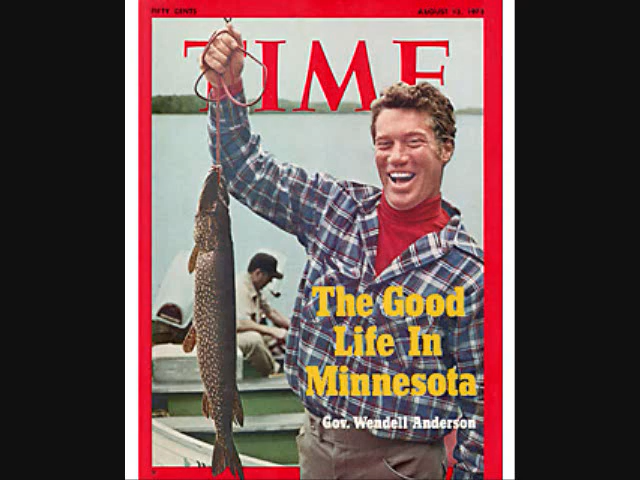 FIFTY CENTS AUGUST 13, 1973
TIME
The Good
Life In
Minnesota
Gov. Wendell Anderson